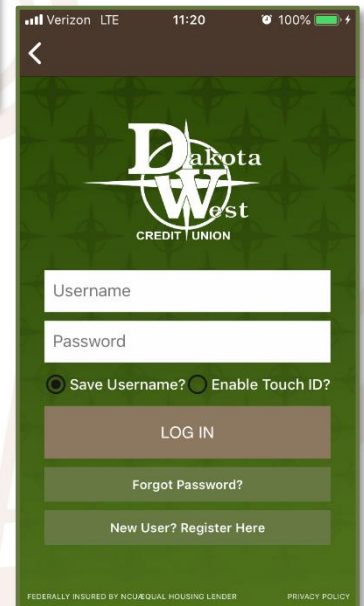 Verizon LTE 11:20 100%
Dakota
West
CREDIT UNION
Username
Password
Save Username? Enable Touch ID?
LOG IN
Forgot Password?
New User? Register Here
FEDERALLY INSURED BY NCUA EQUAL HOUSING LENDER PRIVACY POLICY